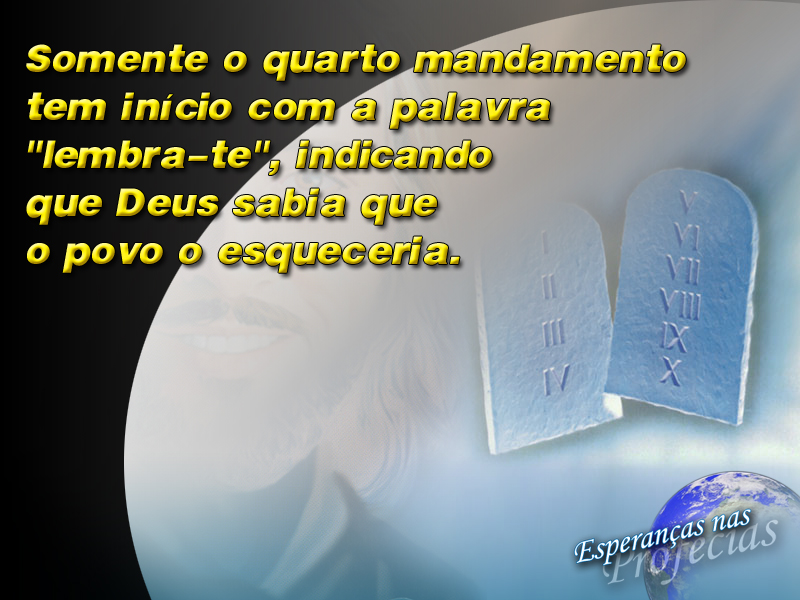 Somente o quarto mandamento
tem início com a palavra
"lembra-te", indicando
que Deus sabia que
o povo o esqueceria.
I
II
III
IV
V
VI
VII
VIII
IX
X
Esperanças nas
Profecias